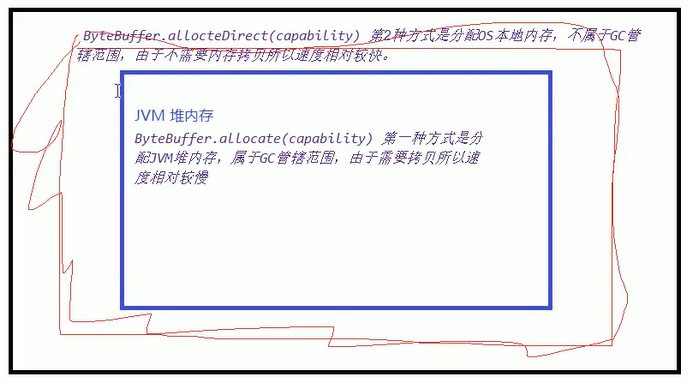 ByteBuffer.allocteDirect(capability) 第2种方式是分配OS本地内存，不属于GC管
辖范围，由于不需要内存拷贝所以速度相对较快。
JVM 堆内存
ByteBuffer.allocate(capability) 第一种方式是分
配JVM堆内存，属于GC管辖范围，由于需要拷贝所以速
度相对较慢